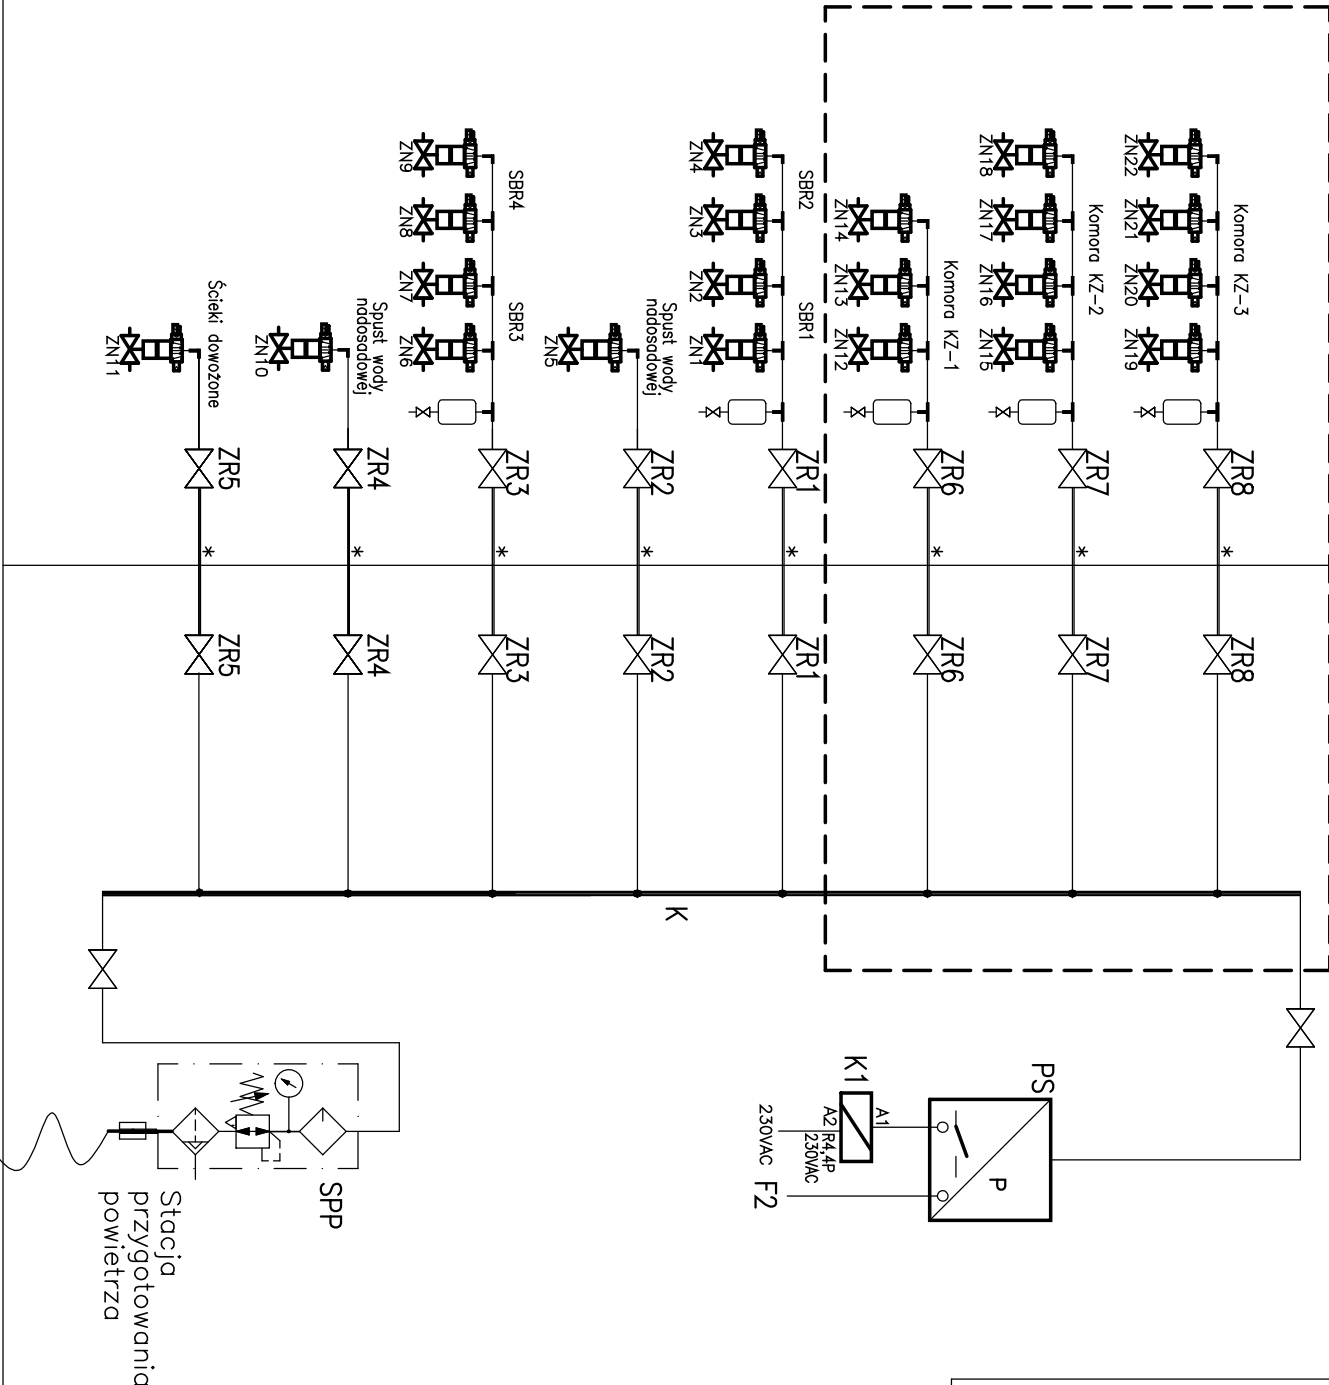 Komora KZ-3
ZN22
ZN21
ZN20
ZN19
ZR8
*
ZR8
Komora KZ-2
ZN18
ZN17
ZN16
ZN15
ZR7
*
ZR7
Komora KZ-1
ZN14
ZN13
ZN12
ZR6
*
ZR6
SBR2
SBR1
ZN4
ZN3
ZN2
ZN1
ZR1
*
ZR1
Spust wody
nadosadowej
ZN5
ZR2
*
ZR2
SBR4
SBR3
ZN9
ZN8
ZN7
ZN6
ZR3
*
ZR3
Spust wody
nadosadowej
ZN10
ZR4
*
ZR4
Ścieki dowożone
ZN11
ZR5
*
ZR5
K
PS
P
K1
A1
A2
R4,4P
230VAC
230VAC
F2
SPP
Stacja
przygotowania
powietrza